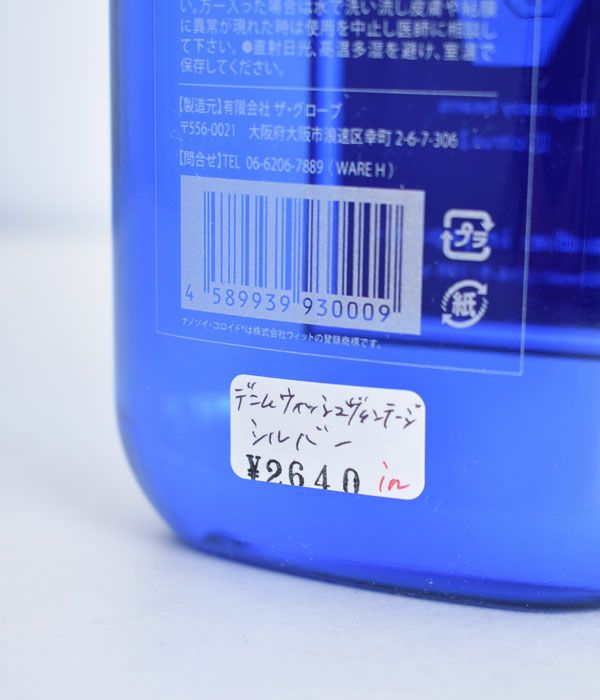 い。万一入った場合は水で洗い流し皮膚や粘膜
に異常が現れた時は使用を中止し医師に相談し
て下さい。●直射日光、高温多湿を避け、室温で
保存してください。
【製造元】有限会社 ザ・グローブ
〒556-0021 大阪府大阪市浪速区幸町 2-6-7-306
【問合せ】TEL 06-6206-7889 (WARE H)
4 589939 930009
プラ
紙
ナノソイ・コロイド®は株式会社ウィットの登録商標です。
デニムウォッシュヴィンテージ
シルバー
¥2640 in